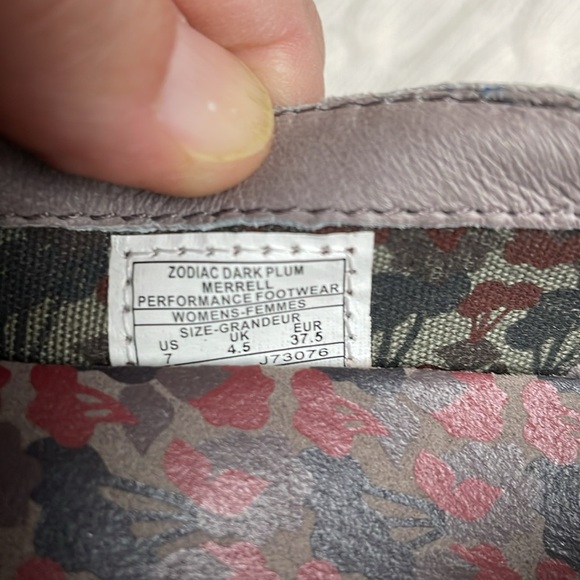 ZODIAC DARK PLUM
MERRELL
PERFORMANCE FOOTWEAR
WOMENS-FEMMES
SIZE-GRANDEUR
US UK EUR
7 4.5 37.5
J73076